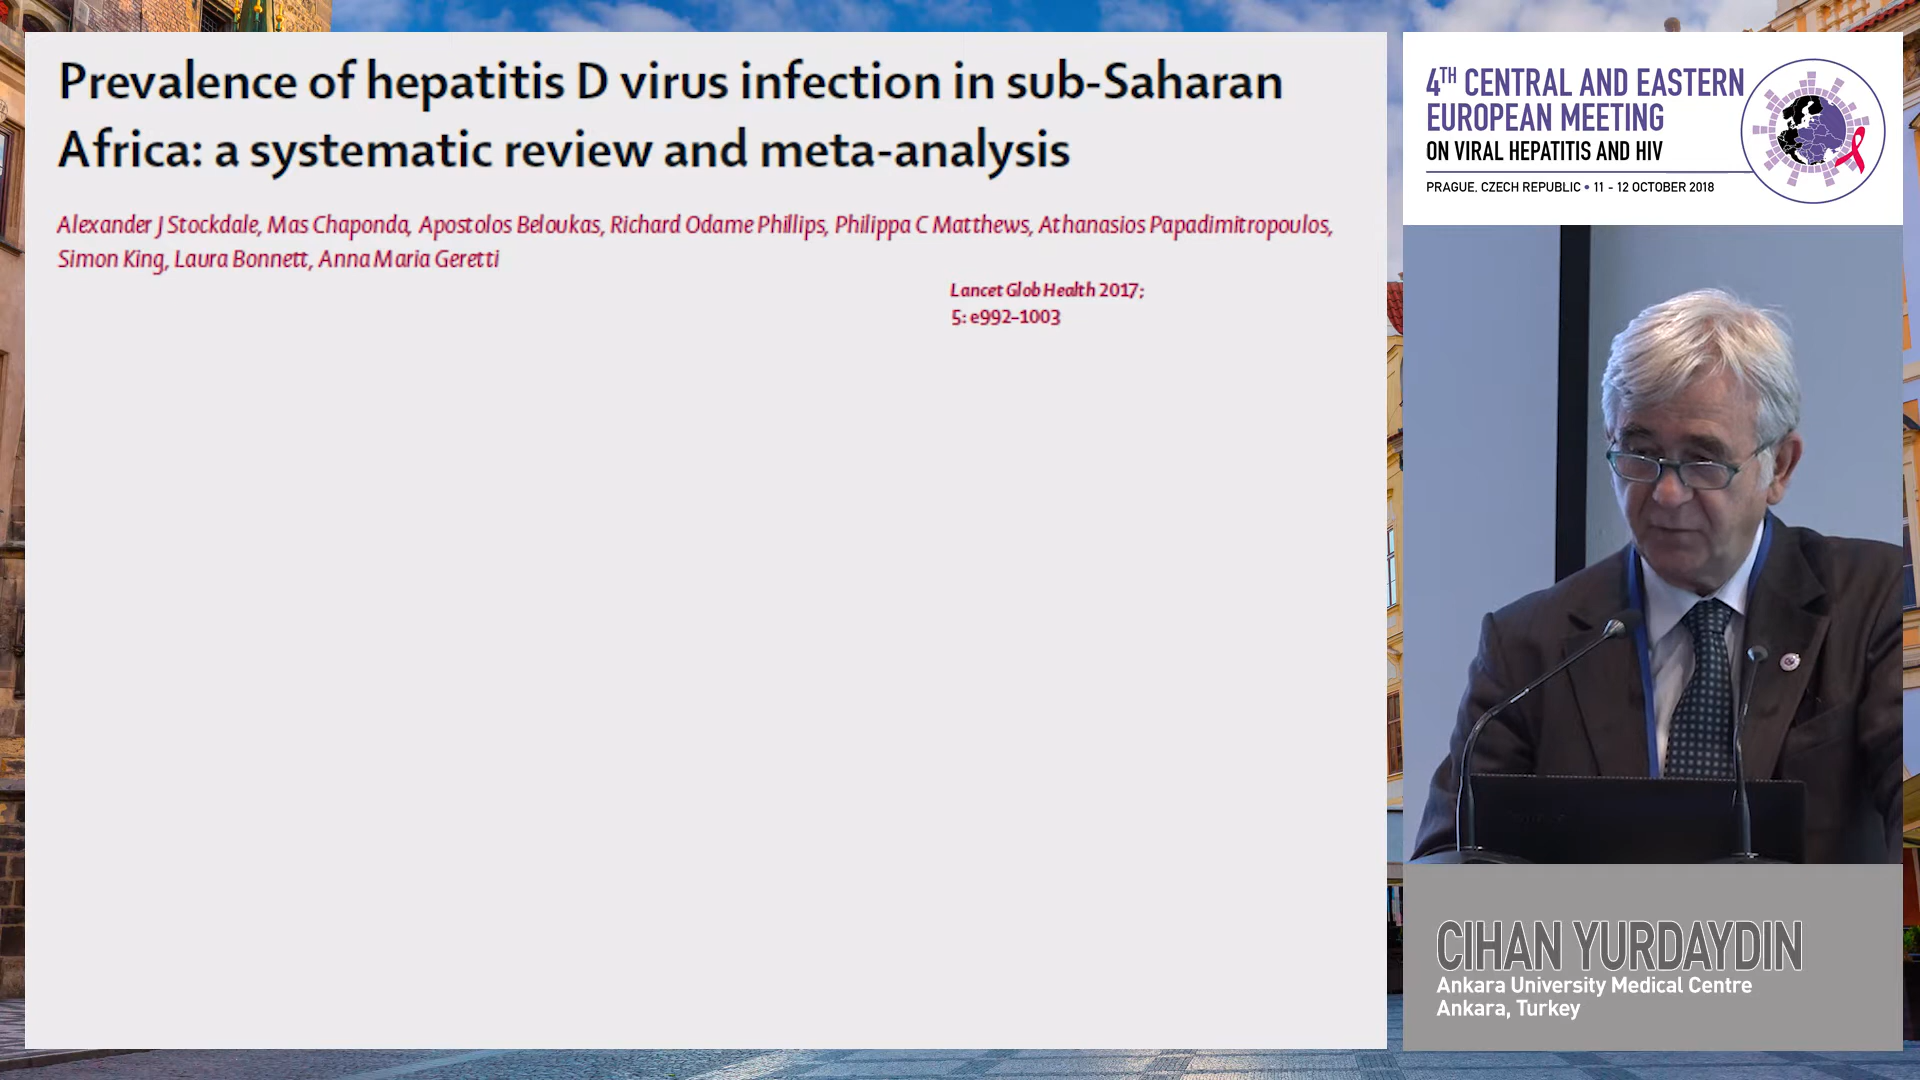 Prevalence of hepatitis D virus infection in sub-Saharan
Africa: a systematic review and meta-analysis
Alexander J Stockdale, Mas Chaponda, Apostolos Beloukas, Richard Odame Phillips, Philippa C Matthews, Athanasios Papadimitropoulos,
Simon King, Laura Bonnett, Anna Maria Geretti
Lancet Glob Health 2017;
5: e992–1003
4TH CENTRAL AND EASTERN
EUROPEAN MEETING
ON VIRAL HEPATITIS AND HIV
PRAGUE, CZECH REPUBLIC • 11 - 12 OCTOBER 2018
CIHAN YURDAYDIN
Ankara University Medical Centre
Ankara, Turkey